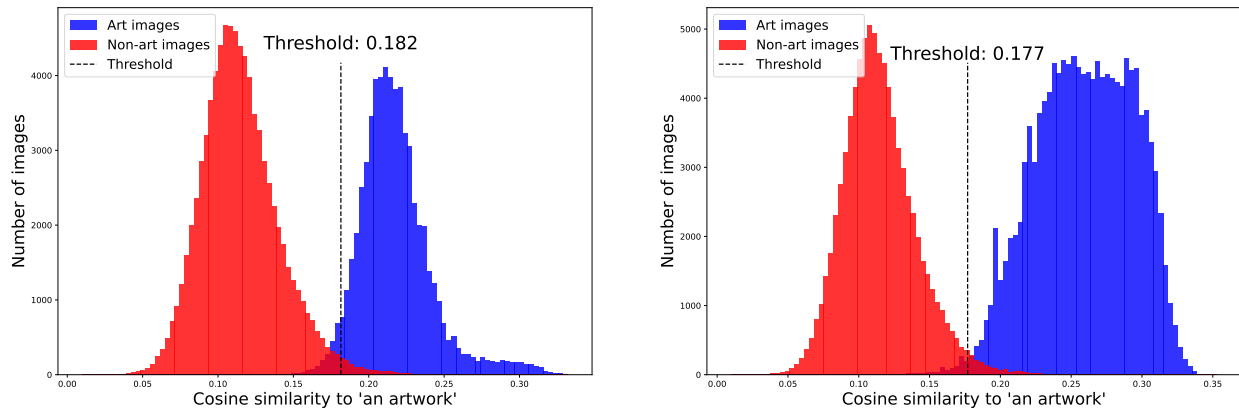 Art images
Non-art images
Threshold
Threshold: 0.182
Number of images
4000
3000
2000
1000
0
0.00 0.05 0.10 0.15 0.20 0.25 0.30
Cosine similarity to 'an artwork'
Art images
Non-art images
Threshold
Threshold: 0.177
Number of images
5000
4000
3000
2000
1000
0
0.00 0.05 0.10 0.15 0.20 0.25 0.30 0.35
Cosine similarity to 'an artwork'